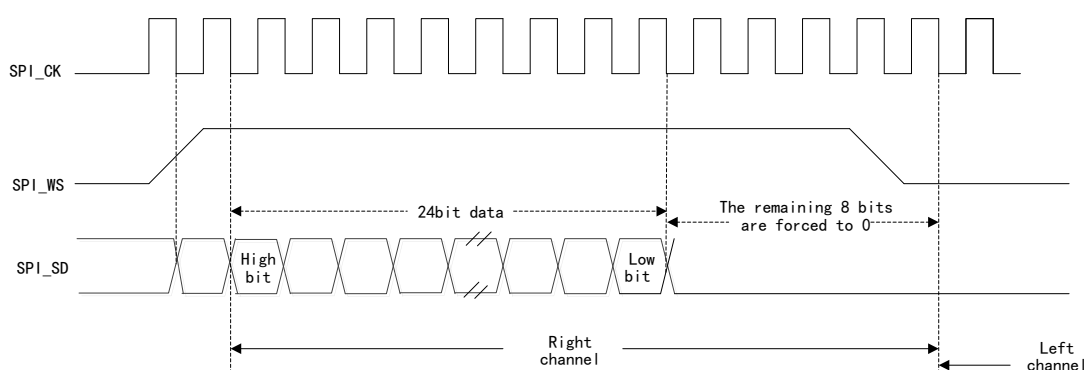 SPI_CK
SPI_WS
24bit data
The remaining 8 bits
are forced to 0
SPI_SD
High
bit
Low
bit
Right
channel
Left
channel